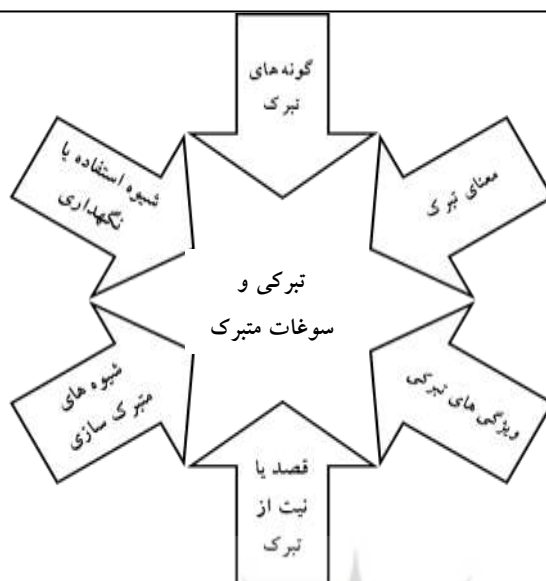 گونه‌های
تبرک
معنای تبرک
شیوه استفاده یا
نگهداری
تبرکی و
سوغات متبرک
ویژگی های تبرکی
شیوه های
متبرک سازی
قصد یا
نیت از
تبرک